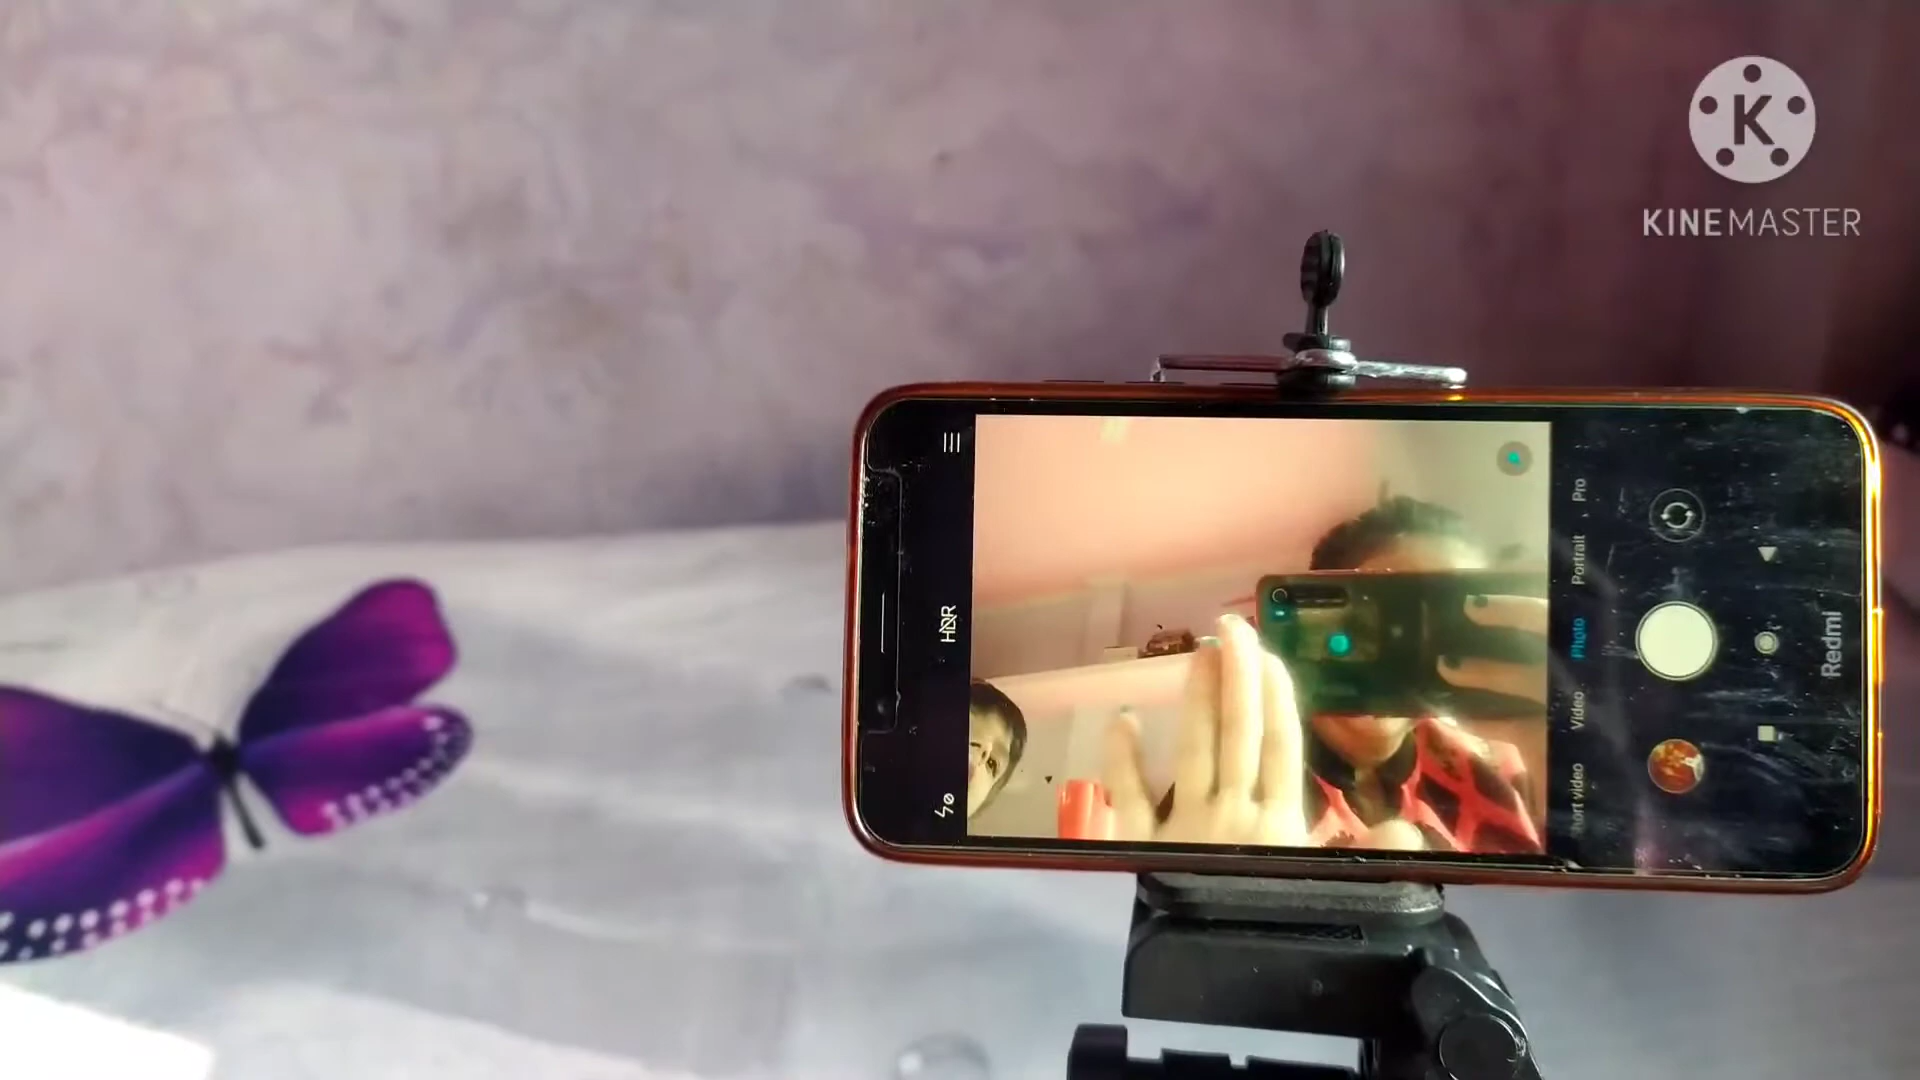 K
KINEMASTER
HDR
Pro
Portrait
Photo
Video
Short video
Redmi